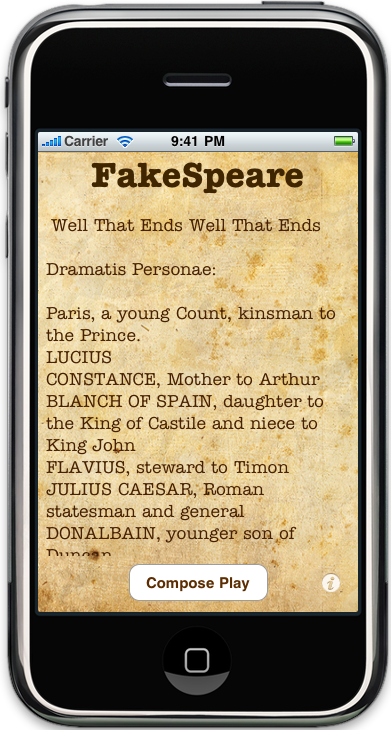 Carrier 9:41 PM
FakeSpeare
Well That Ends Well That Ends
Dramatis Personae:
Paris, a young Count, kinsman to
the Prince.
LUCIUS
CONSTANCE, Mother to Arthur
BLANCH OF SPAIN, daughter to
the King of Castile and niece to
King John
FLAVIUS, steward to Timon
JULIUS CAESAR, Roman
statesman and general
DONALBAIN, younger son of
Duncan
Compose Play
i